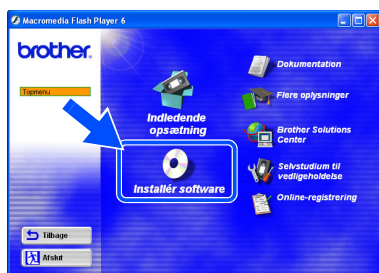 Macromedia Flash Player 6
brother.
Topmenu
Indledende
opsætning
Installér software
Dokumentation
Flere oplysninger
Brother Solutions
Center
Selvstudium til
vedligeholdelse
Online-registrering
Tilbage
Afslut